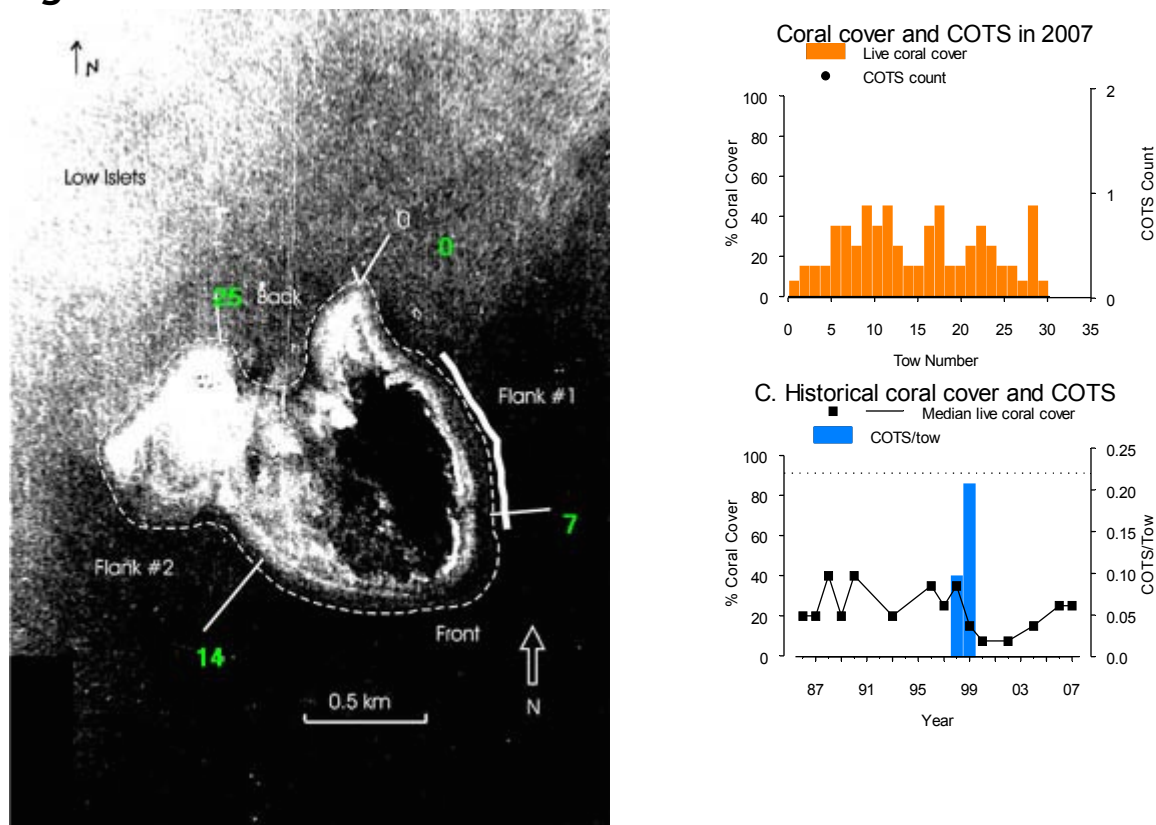 N
Low Islets
0
0
25 Back
Flank #1
7
Flank #2
14
Front
0.5 km
N
Coral cover and COTS in 2007
Live coral cover
COTS count
100
80
60
40
20
0
% Coral Cover
2
1
0
COTS Count
0 5 10 15 20 25 30 35
Tow Number
C. Historical coral cover and COTS
Median live coral cover
COTS/tow
100
80
60
40
20
0
% Coral Cover
0.25
0.20
0.15
0.10
0.05
0.0
COTS/Tow
87 91 95 99 03 07
Year